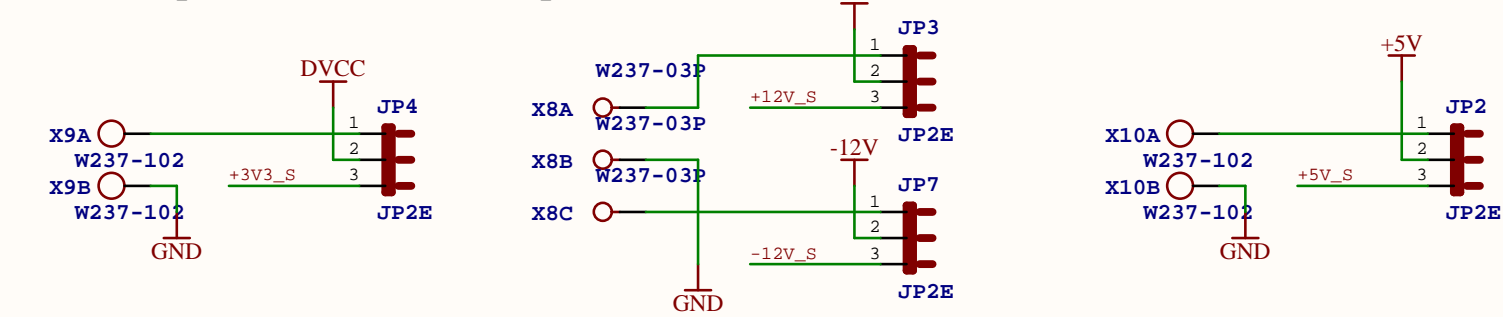 DVCC
JP4
X9A
1
W237-102
2
X9B
+3V3_S
3
W237-102
JP2E
GND
JP3
1
W237-03P
2
X8A
+12V_S
3
W237-03P
JP2E
X8B
-12V
W237-03P
JP7
X8C
1
2
-12V_S
3
JP2E
GND
+5V
JP2
X10A
1
W237-102
2
X10B
+5V_S
3
W237-102
JP2E
GND